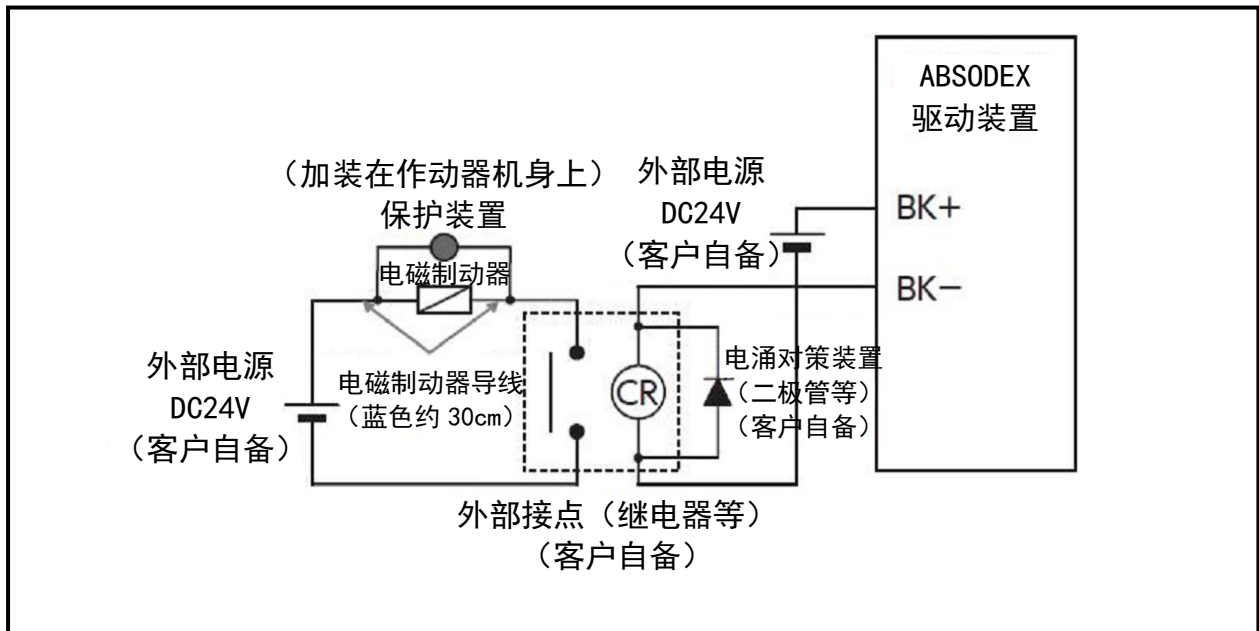 ABSODEX
驱动装置
（加装在作动器机身上）
保护装置
外部电源
DC24V
（客户自备）
BK+
BK−
电磁制动器
外部电源
DC24V
（客户自备）
电磁制动器导线
（蓝色约 30cm）
CR
电涌对策装置
（二极管等）
（客户自备）
外部接点（继电器等）
（客户自备）